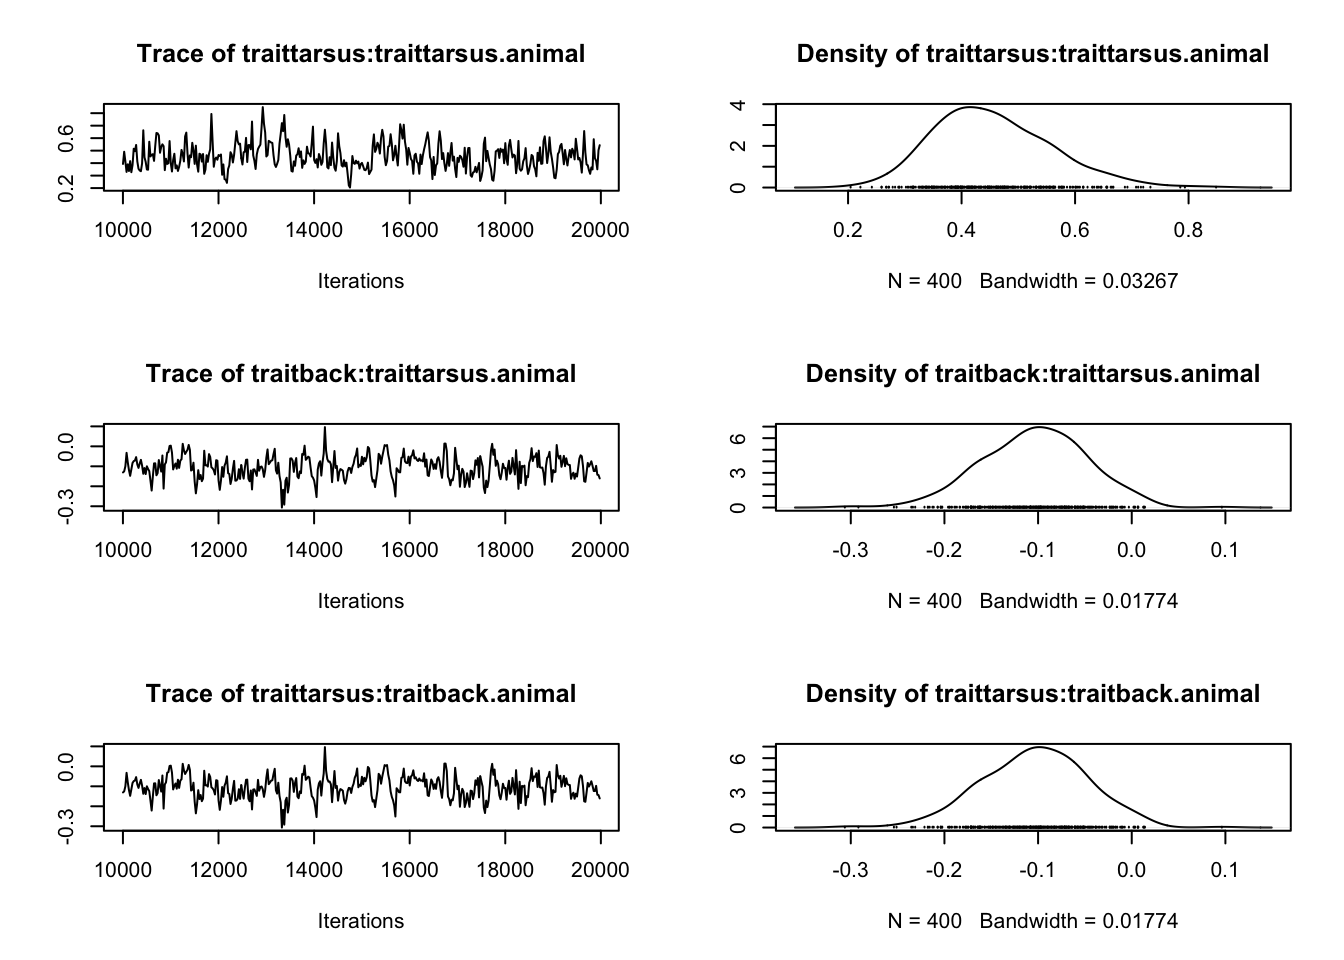 Trace of traittarsus:traittarsus.animal
0.2 0.6
10000 12000 14000 16000 18000 20000
Iterations
Density of traittarsus:traittarsus.animal
0 2 4
0.2 0.4 0.6 0.8
N = 400 Bandwidth = 0.03267
Trace of traitback:traittarsus.animal
-0.3 0.0
10000 12000 14000 16000 18000 20000
Iterations
Density of traitback:traittarsus.animal
0 3 6
-0.3 -0.2 -0.1 0.0 0.1
N = 400 Bandwidth = 0.01774
Trace of traittarsus:traitback.animal
-0.3 0.0
10000 12000 14000 16000 18000 20000
Iterations
Density of traittarsus:traitback.animal
0 3 6
-0.3 -0.2 -0.1 0.0 0.1
N = 400 Bandwidth = 0.01774